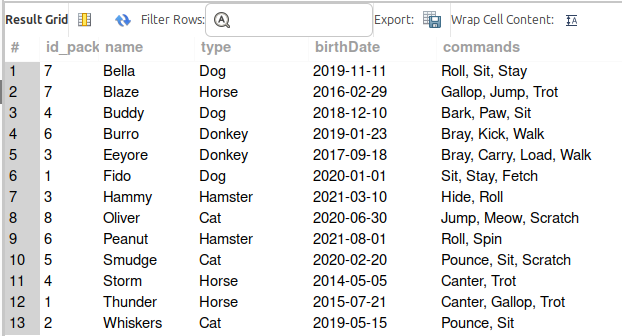 Result Grid Filter Rows: Export: Wrap Cell Content:
# id_pack name type birthDate commands
1 7 Bella Dog 2019-11-11 Roll, Sit, Stay
2 7 Blaze Horse 2016-02-29 Gallop, Jump, Trot
3 4 Buddy Dog 2018-12-10 Bark, Paw, Sit
4 6 Burro Donkey 2019-01-23 Bray, Kick, Walk
5 3 Eeyore Donkey 2017-09-18 Bray, Carry, Load, Walk
6 1 Fido Dog 2020-01-01 Sit, Stay, Fetch
7 3 Hammy Hamster 2021-03-10 Hide, Roll
8 8 Oliver Cat 2020-06-30 Jump, Meow, Scratch
9 6 Peanut Hamster 2021-08-01 Roll, Spin
10 5 Smudge Cat 2020-02-20 Pounce, Sit, Scratch
11 4 Storm Horse 2014-05-05 Canter, Trot
12 1 Thunder Horse 2015-07-21 Canter, Gallop, Trot
13 2 Whiskers Cat 2019-05-15 Pounce, Sit